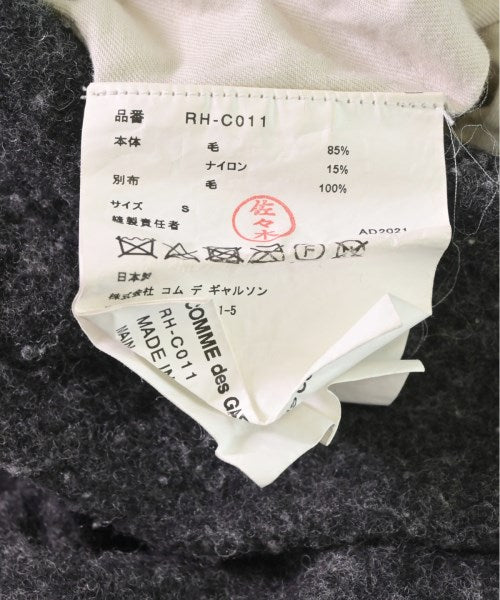 品番 RH-C011
本体 毛 85%
ナイロン 15%
別布 毛 100%
サイズ S
縫製責任者 佐々木 AD2021
F
日本製
株式会社 コム デ ギャルソン
1-5
COMME des GAR
RH-C011
MADE IN
MAIN